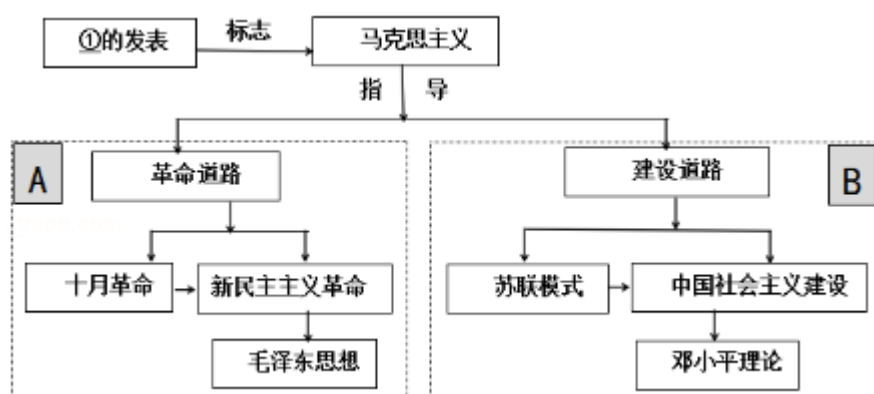 ①的发表
标志
马克思主义
指 导
A
革命道路
建设道路
B
十月革命
新民主主义革命
苏联模式
中国社会主义建设
毛泽东思想
邓小平理论